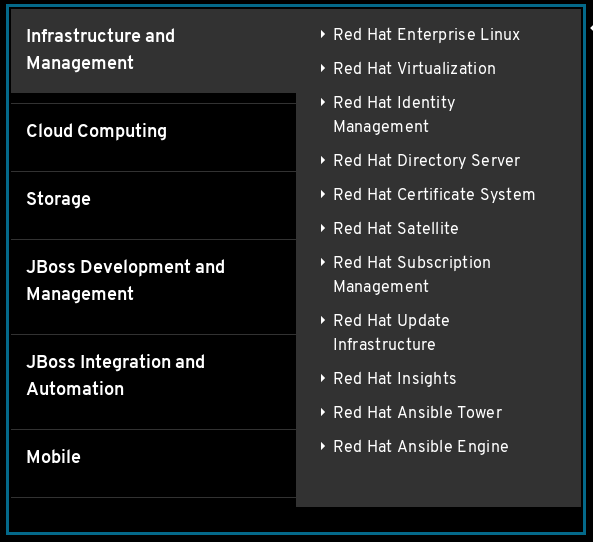 Infrastructure and
Management
Cloud Computing
Storage
JBoss Development and
Management
JBoss Integration and
Automation
Mobile
Red Hat Enterprise Linux
Red Hat Virtualization
Red Hat Identity
Management
Red Hat Directory Server
Red Hat Certificate System
Red Hat Satellite
Red Hat Subscription
Management
Red Hat Update
Infrastructure
Red Hat Insights
Red Hat Ansible Tower
Red Hat Ansible Engine